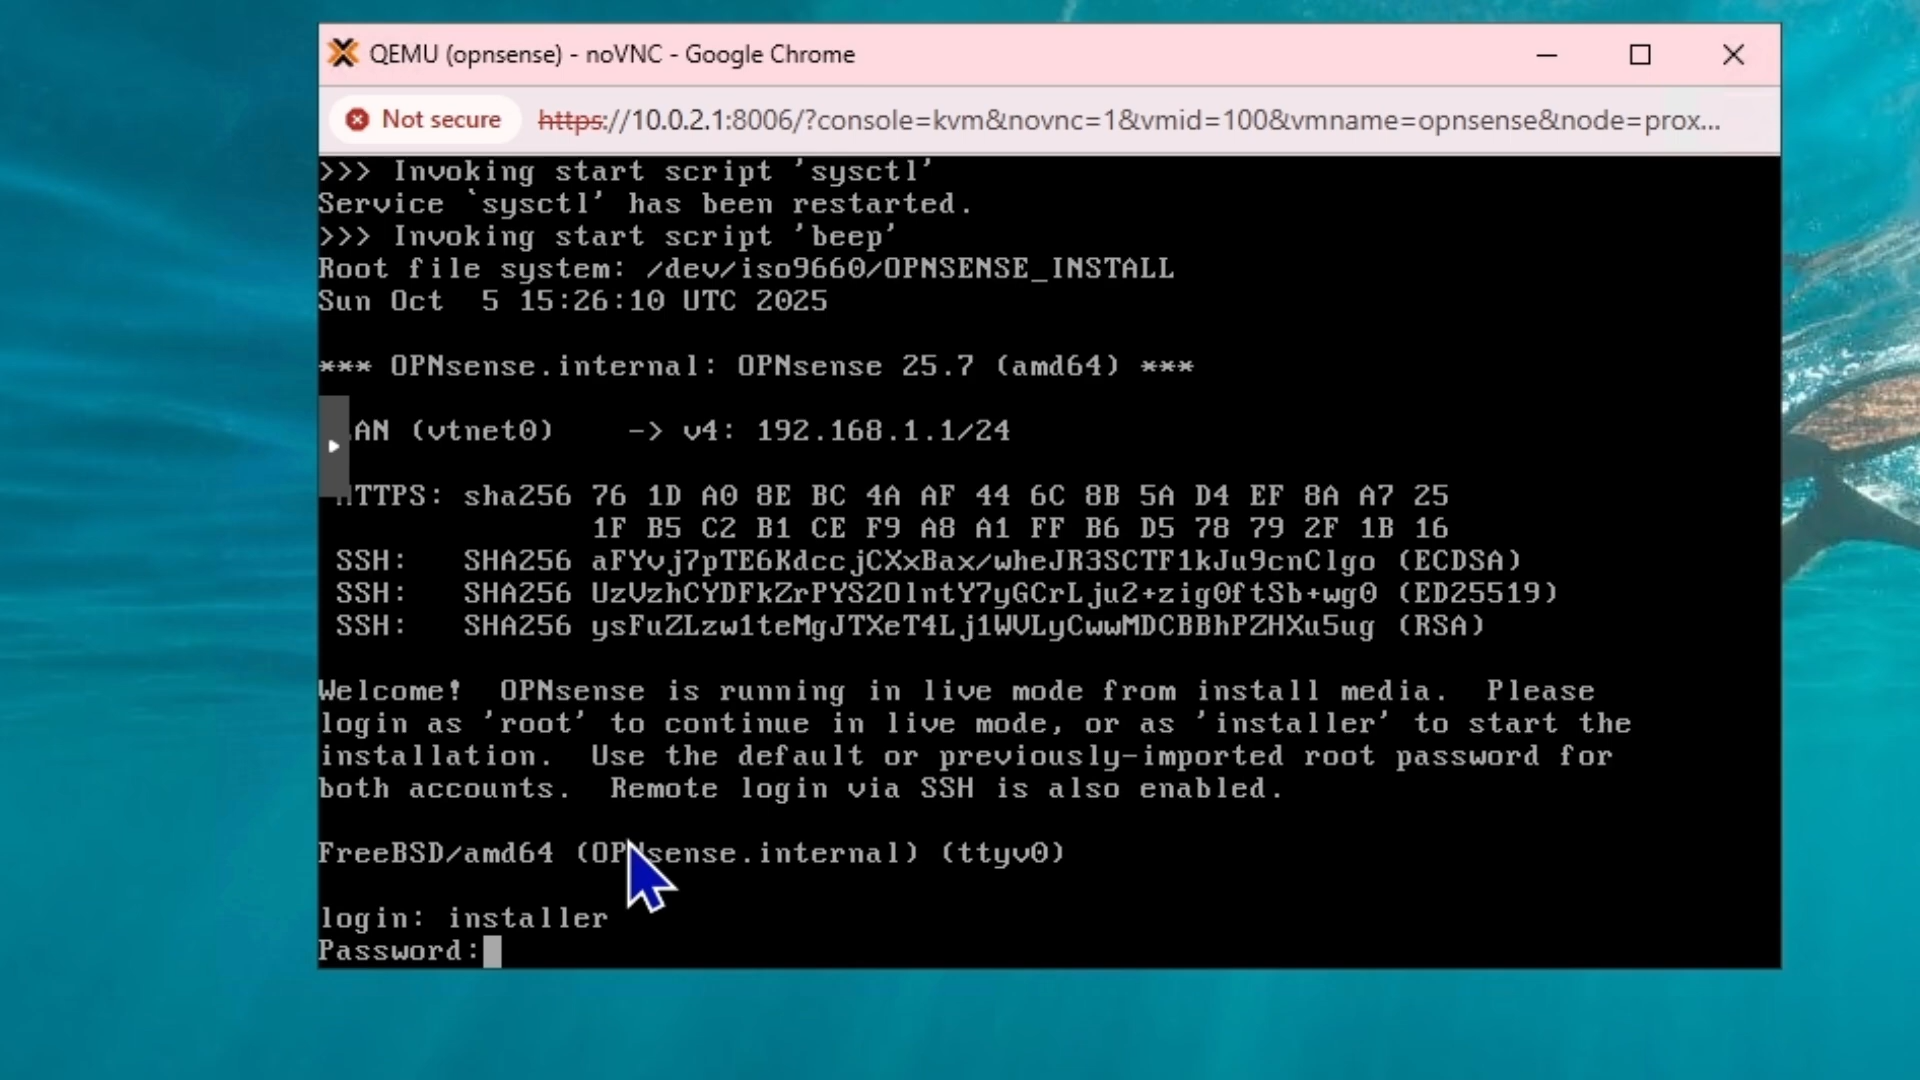 QEMU (opnsense) - noVNC - Google Chrome
Not secure https://10.0.2.1:8006/?console=kvm&novnc=1&vmid=100&vmname=opnsense&node=prox...
>>> Invoking start script 'sysctl'
Service `sysctl' has been restarted.
>>> Invoking start script 'beep'
Root file system: /dev/iso9660/OPNSENSE_INSTALL
Sun Oct  5 15:26:10 UTC 2025
*** OPNsense.internal: OPNsense 25.7 (amd64) ***
LAN (vtnet0)    -> v4: 192.168.1.1/24
HTTPS: sha256 76 1D A0 8E BC 4A AF 44 6C 8B 5A D4 EF 8A A7 25
1F B5 C2 B1 CE F9 A8 A1 FF B6 D5 78 79 2F 1B 16
SSH:   SHA256 aFYvj7pTE6KdccjCXxBax/wheJR3SCTF1kJu9cnClgo (ECDSA)
SSH:   SHA256 UzVzhCYDFkZrPYS2OlntY7yGCrLju2+zig0ftSb+wg0 (ED25519)
SSH:   SHA256 ysFuZLzw1teMgJTXeT4Lj1WVLyCwwMDCBBhPZHXu5ug (RSA)
Welcome!  OPNsense is running in live mode from install media.  Please
login as 'root' to continue in live mode, or as 'installer' to start the
installation.  Use the default or previously-imported root password for
both accounts.  Remote login via SSH is also enabled.
FreeBSD/amd64 (OPNsense.internal) (ttyv0)
login: installer
Password: